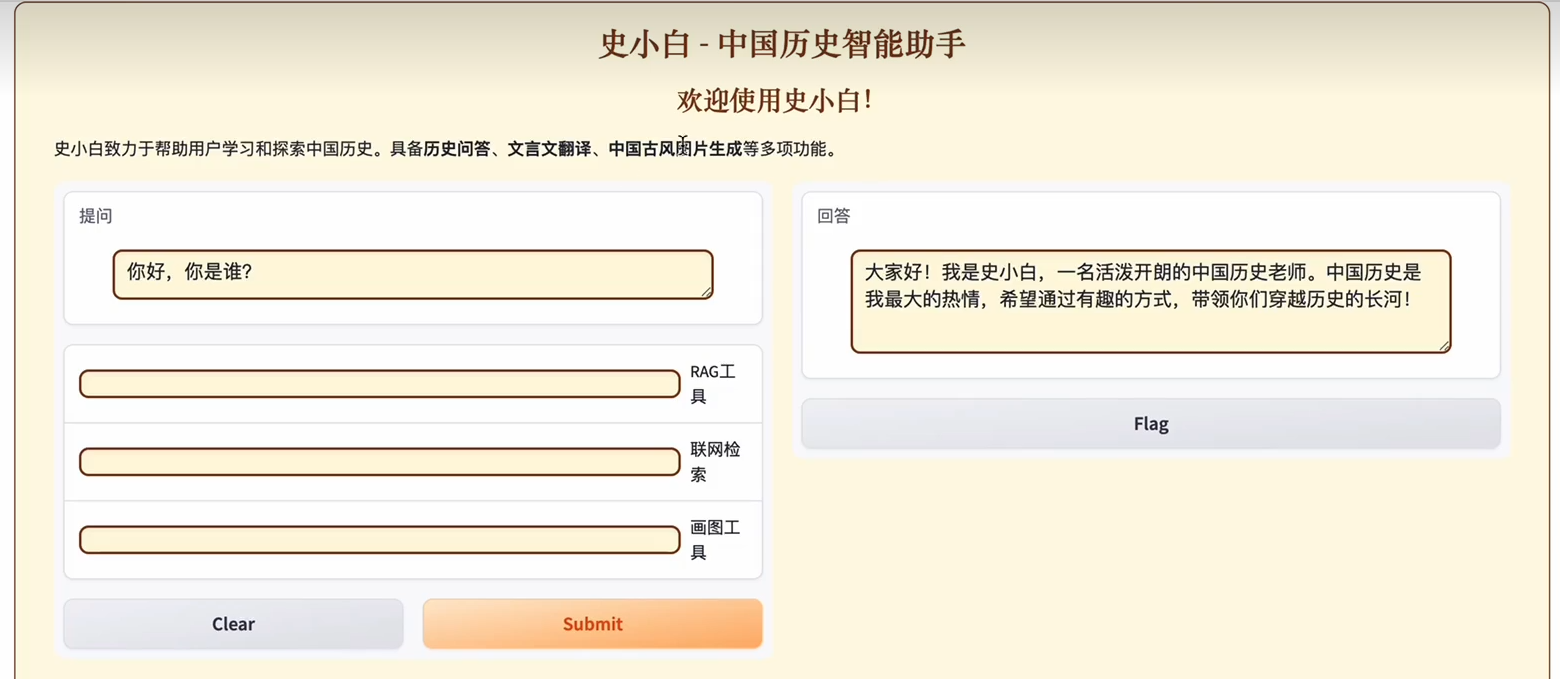 史小白 - 中国历史智能助手
欢迎使用史小白！
史小白致力于帮助用户学习和探索中国历史。具备历史问答、文言文翻译、中国古风图片生成等多项功能。
提问
你好，你是谁？
RAG工
具
联网检
索
画图工
具
Clear
Submit
回答
大家好！我是史小白，一名活泼开朗的中国历史老师。中国历史是
我最大的热情，希望通过有趣的方式，带领你们穿越历史的长河！
Flag